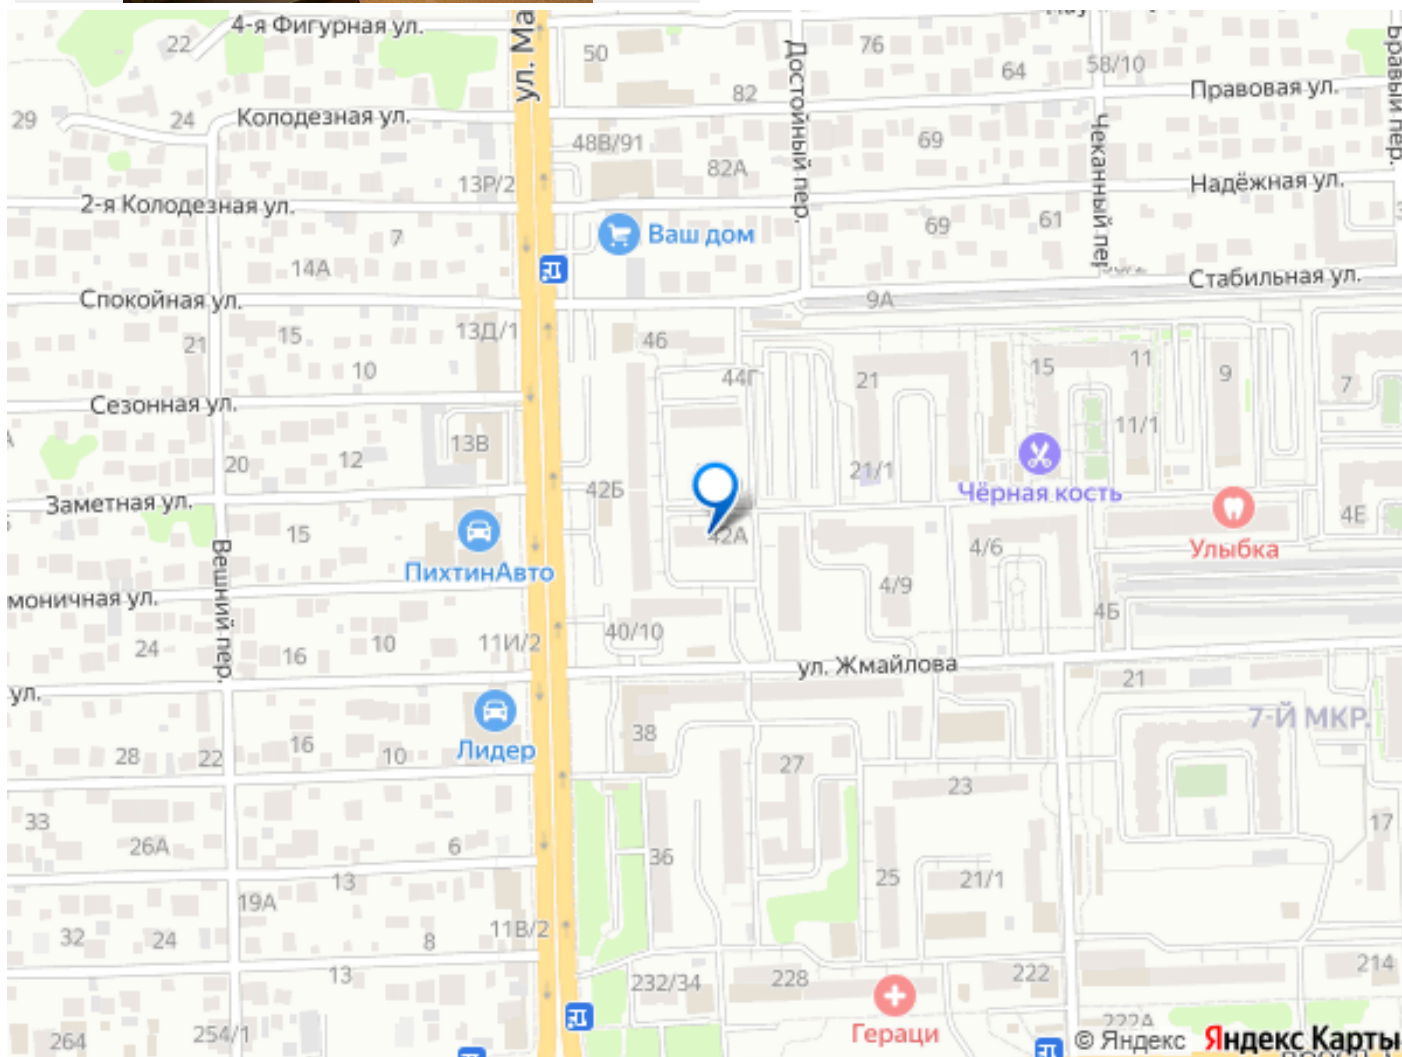 4-я Фигурная ул.
22
ул. Ма
50
Достойный пер.
76
64
58/10
Бравый пер.
Правовая ул.
82
29
24
Колодезная ул.
48В/91
69
Чеканный пер
82А
13Р/2
Надёжная ул.
2-я Колодезная ул.
7
Ваш дом
69
61
14А
Стабильная ул.
Спокойная ул.
9А
15
13Д/1
46
21
10
44Г
21
15
11
9
7
Сезонная ул.
13В
11/1
20
12
42Б
21/1
Чёрная кость
Заметная ул.
4Е
15
42А
4/6
Улыбка
Вешний пер.
ПихтинАвто
4/9
моничная ул.
4Б
40/10
24
16
10
11И/2
ул. Жмайлова
21
ул.
7-Й МКР.
38
28
22
16
10
Лидер
27
23
33
17
26А
6
36
13
25
21/1
19А
11В/2
32
24
8
13
232/34
228
222
214
264
254/1
Гераци
222А
© Яндекс Яндекс Карты